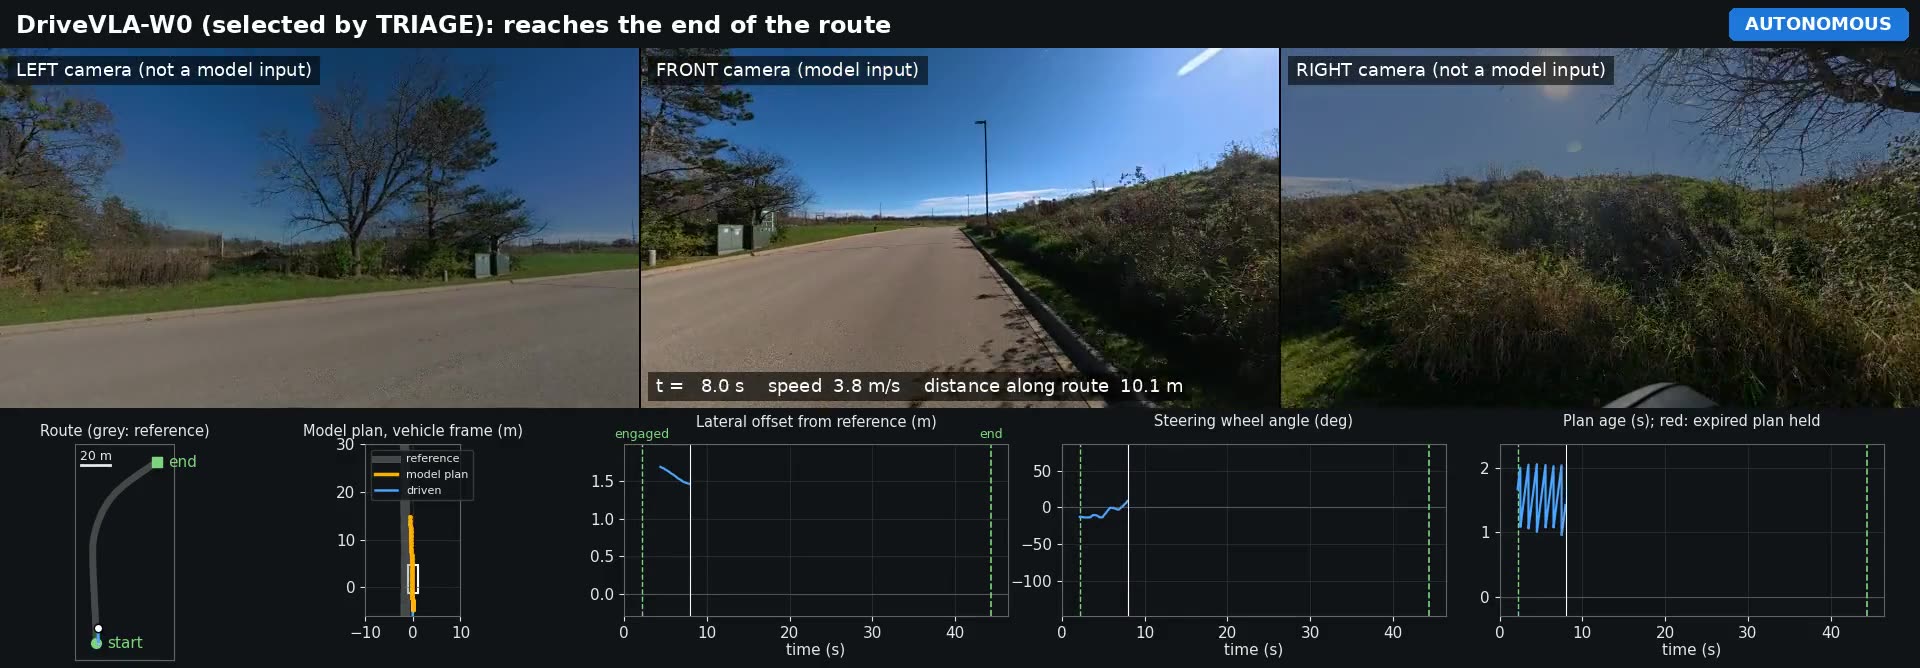 DriveVLA-W0 (selected by TRIAGE): reaches the end of the route
AUTONOMOUS
LEFT camera (not a model input)
FRONT camera (model input)
RIGHT camera (not a model input)
t = 8.0 s speed 3.8 m/s distance along route 10.1 m
Route (grey: reference)
20 m
end
start
Model plan, vehicle frame (m)
reference
model plan
driven
30
20
10
0
−10 0 10
Lateral offset from reference (m)
engaged
end
1.5
1.0
0.5
0.0
0 10 20 30 40
time (s)
Steering wheel angle (deg)
50
0
−50
−100
0 10 20 30 40
time (s)
Plan age (s); red: expired plan held
2
1
0
0 10 20 30 40
time (s)